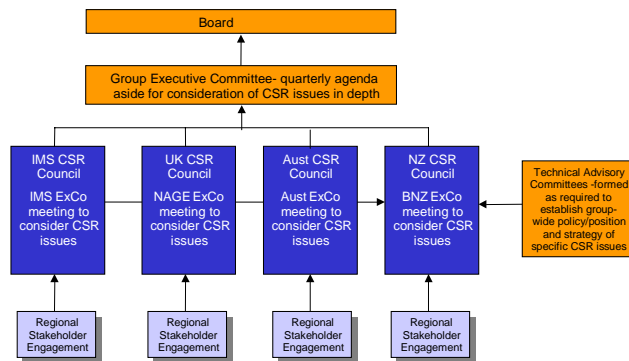 Board
Group Executive Committee- quarterly agenda
aside for consideration of CSR issues in depth
IMS CSR
Council
IMS ExCo
meeting to
consider CSR
issues
UK CSR
Council
NAGE ExCo
meeting to
consider CSR
issues
Aust CSR
Council
Aust ExCo
meeting to
consider CSR
issues
NZ CSR
Council
BNZ ExCo
meeting to
consider CSR
issues
Technical Advisory
Committees -formed
as required to
establish group-
wide policy/position
and strategy of
specific CSR issues
Regional
Stakeholder
Engagement
Regional
Stakeholder
Engagement
Regional
Stakeholder
Engagement
Regional
Stakeholder
Engagement